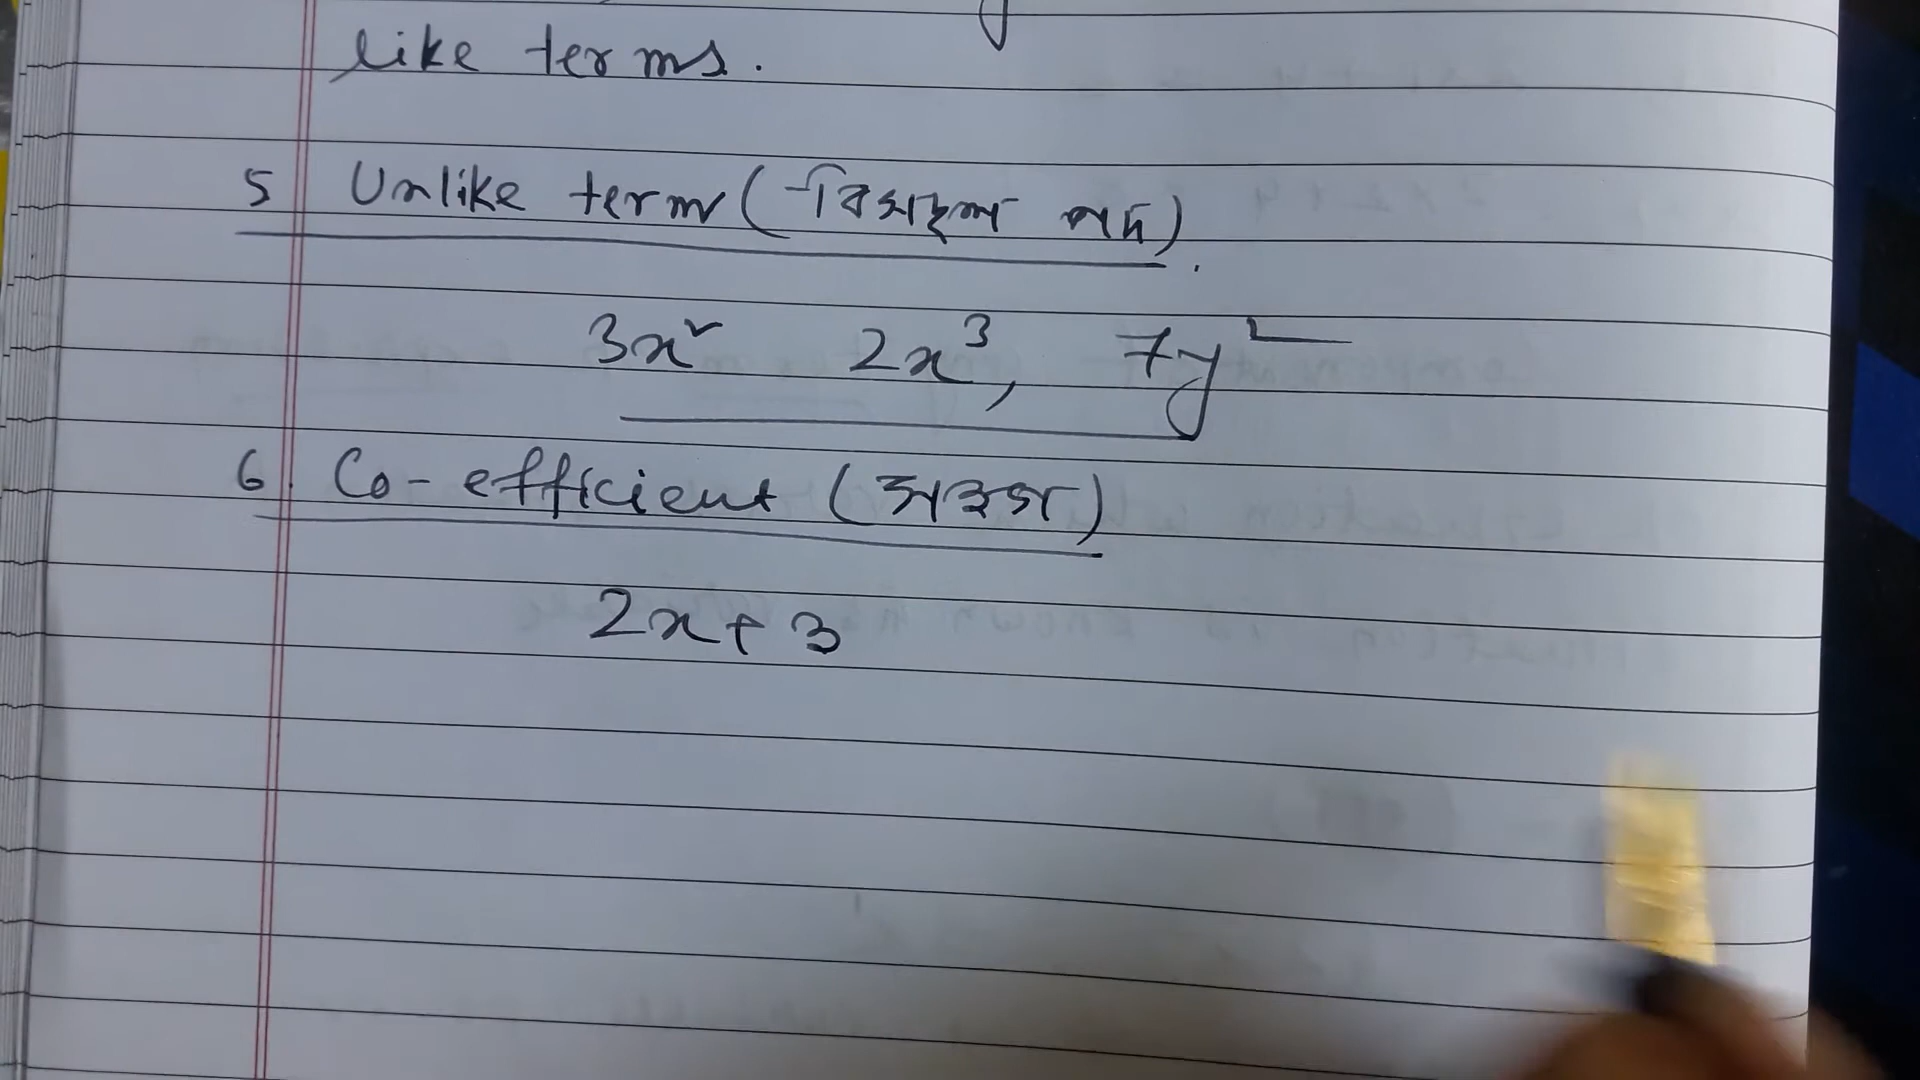 like terms.
5 Unlike term (বিসদৃশ পদ).
3x² 2x³, 7y²
6. Co-efficient (সহগ)
2x+3